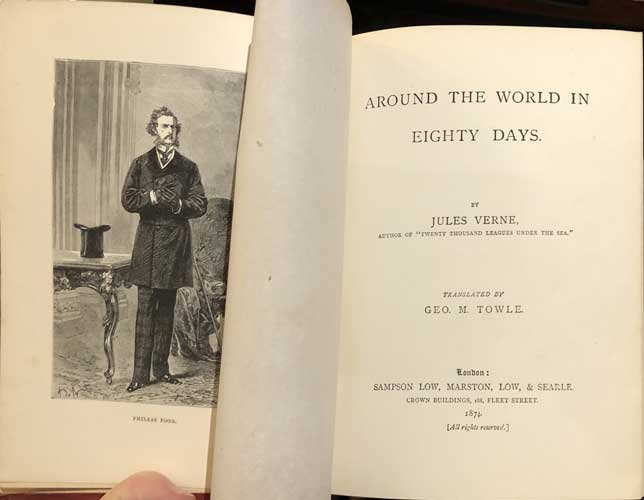 PHILEAS FOGG.
AROUND THE WORLD IN
EIGHTY DAYS.
BY
JULES VERNE,
AUTHOR OF "TWENTY THOUSAND LEAGUES UNDER THE SEA."
TRANSLATED BY
GEO. M. TOWLE.
London:
SAMPSON LOW, MARSTON, LOW, & SEARLE.
CROWN BUILDINGS, 188, FLEET STREET.
1874.
[All rights reserved.]